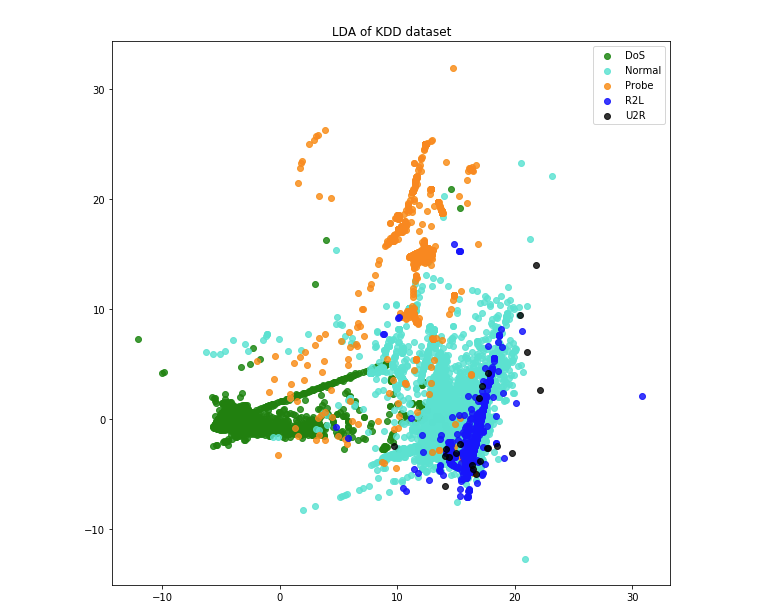 LDA of KDD dataset
DoS
Normal
Probe
R2L
U2R
30
20
10
0
−10
−10 0 10 20 30